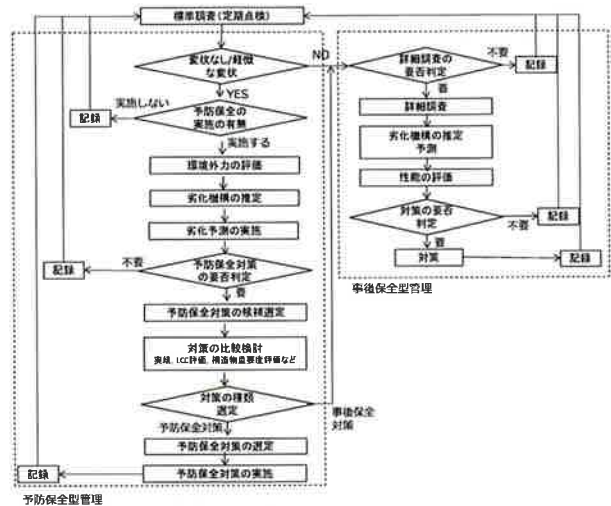 標準調査(定期点検)
変状なし/軽微
な変状
NO
YES
予防保全の
実施の有無
実施しない
記録
実施する
環境外力の評価
劣化機構の推定
劣化予測の実施
予防保全対策
の要否判定
不要
記録
要
予防保全対策の候補選定
対策の比較検討
実績、LCC評価、構造物重要度評価など
対策の種類
選定
予防保全対策
事後保全
対策
予防保全対策の選定
予防保全対策の実施
記録
予防保全型管理
詳細調査の
要否判定
不要
記録
要
詳細調査
劣化機構の推定
予測
性能の評価
対策の要否
判定
不要
記録
要
対策
記録
事後保全型管理